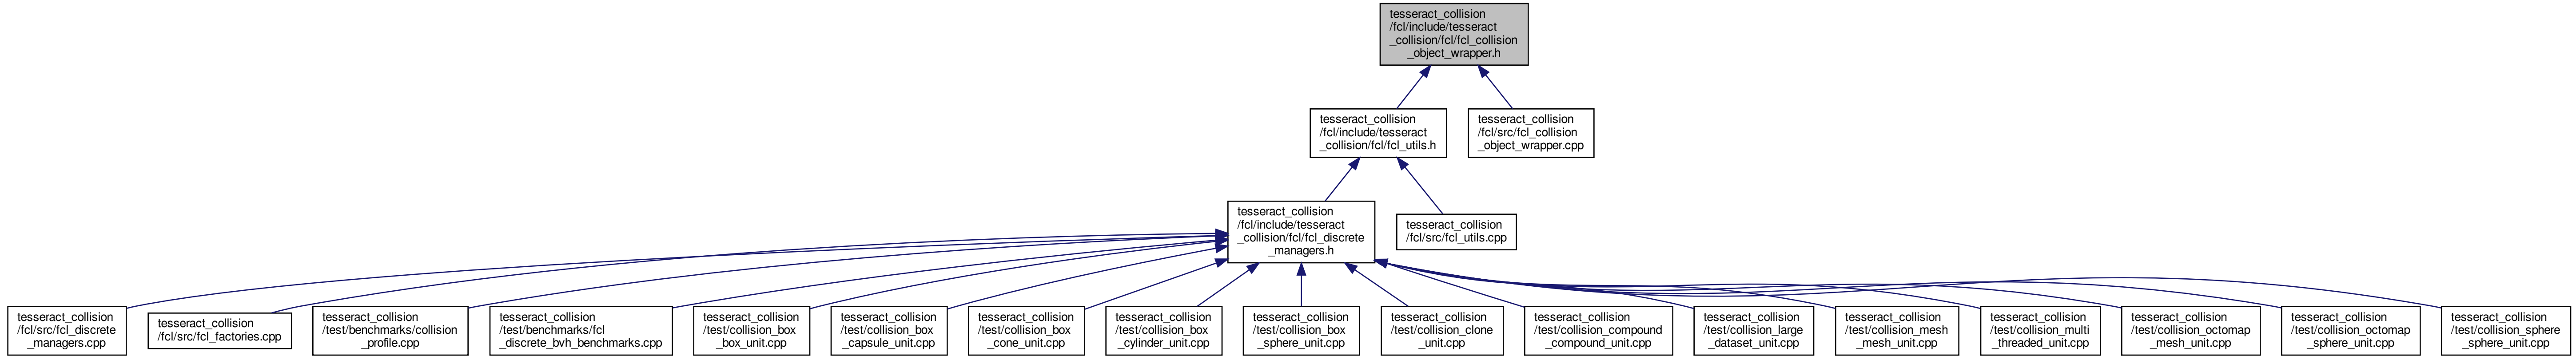 tesseract_collision
/fcl/include/tesseract
_collision/fcl/fcl_collision
_object_wrapper.h
tesseract_collision
/fcl/include/tesseract
_collision/fcl/fcl_utils.h
tesseract_collision
/fcl/src/fcl_collision
_object_wrapper.cpp
tesseract_collision
/fcl/include/tesseract
_collision/fcl/fcl_discrete
_managers.h
tesseract_collision
/fcl/src/fcl_utils.cpp
tesseract_collision
/fcl/src/fcl_discrete
_managers.cpp
tesseract_collision
/fcl/src/fcl_factories.cpp
tesseract_collision
/test/benchmarks/collision
_profile.cpp
tesseract_collision
/test/benchmarks/fcl
_discrete_bvh_benchmarks.cpp
tesseract_collision
/test/collision_box
_box_unit.cpp
tesseract_collision
/test/collision_box
_capsule_unit.cpp
tesseract_collision
/test/collision_box
_cone_unit.cpp
tesseract_collision
/test/collision_box
_cylinder_unit.cpp
tesseract_collision
/test/collision_box
_sphere_unit.cpp
tesseract_collision
/test/collision_clone
_unit.cpp
tesseract_collision
/test/collision_compound
_compound_unit.cpp
tesseract_collision
/test/collision_large
_dataset_unit.cpp
tesseract_collision
/test/collision_mesh
_mesh_unit.cpp
tesseract_collision
/test/collision_multi
_threaded_unit.cpp
tesseract_collision
/test/collision_octomap
_mesh_unit.cpp
tesseract_collision
/test/collision_octomap
_sphere_unit.cpp
tesseract_collision
/test/collision_sphere
_sphere_unit.cpp